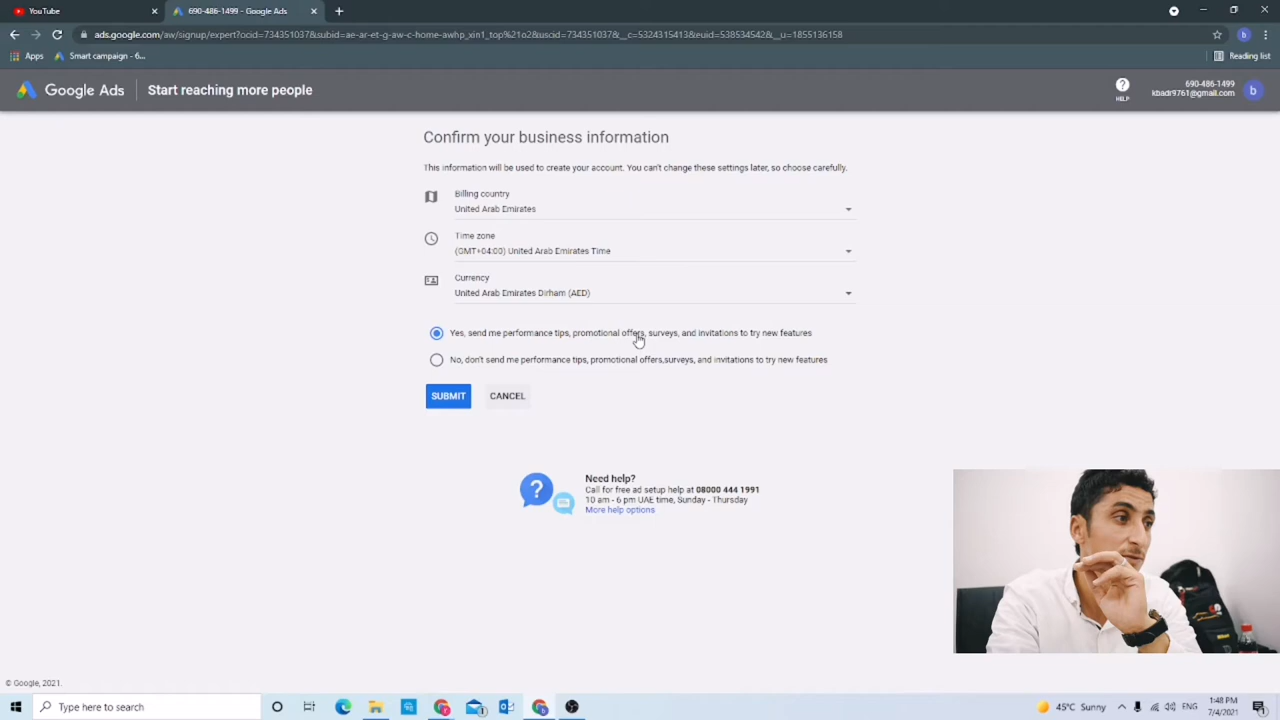 YouTube
690-486-1499 - Google Ads
ads.google.com/aw/signup/expert?ocid=734351037&subid=ae-ar-et-g-aw-c-home-awhp_xin1_top%21o2&uscid=734351037&__c=5324315413&euid=538534542&__u=1855136158
b
Apps
Smart campaign - 6...
Reading list
Google Ads
Start reaching more people
HELP
690-486-1499
kbadr9761@gmail.com
b
Confirm your business information
This information will be used to create your account. You can't change these settings later, so choose carefully.
Billing country
United Arab Emirates
Time zone
(GMT+04:00) United Arab Emirates Time
Currency
United Arab Emirates Dirham (AED)
Yes, send me performance tips, promotional offers, surveys, and invitations to try new features
No, don't send me performance tips, promotional offers,surveys, and invitations to try new features
SUBMIT
CANCEL
Need help?
Call for free ad setup help at 08000 444 1991
10 am - 6 pm UAE time, Sunday - Thursday
More help options
© Google, 2021.
Type here to search
45°C Sunny
ENG
1:48 PM
7/4/2021